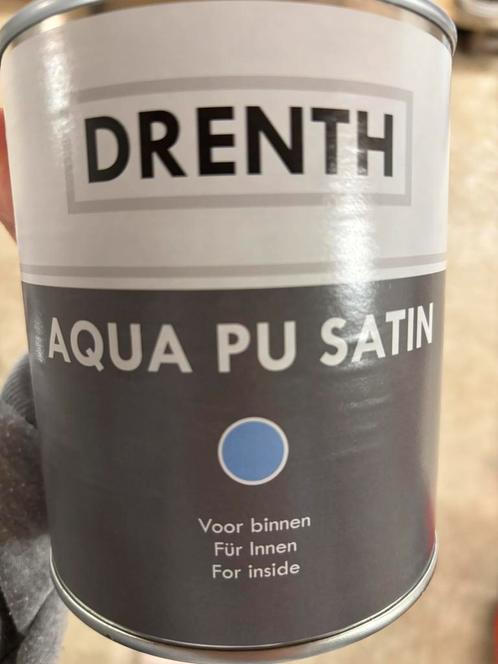 DRENTH
AQUA PU SATIN
Voor binnen
Für Innen
For inside